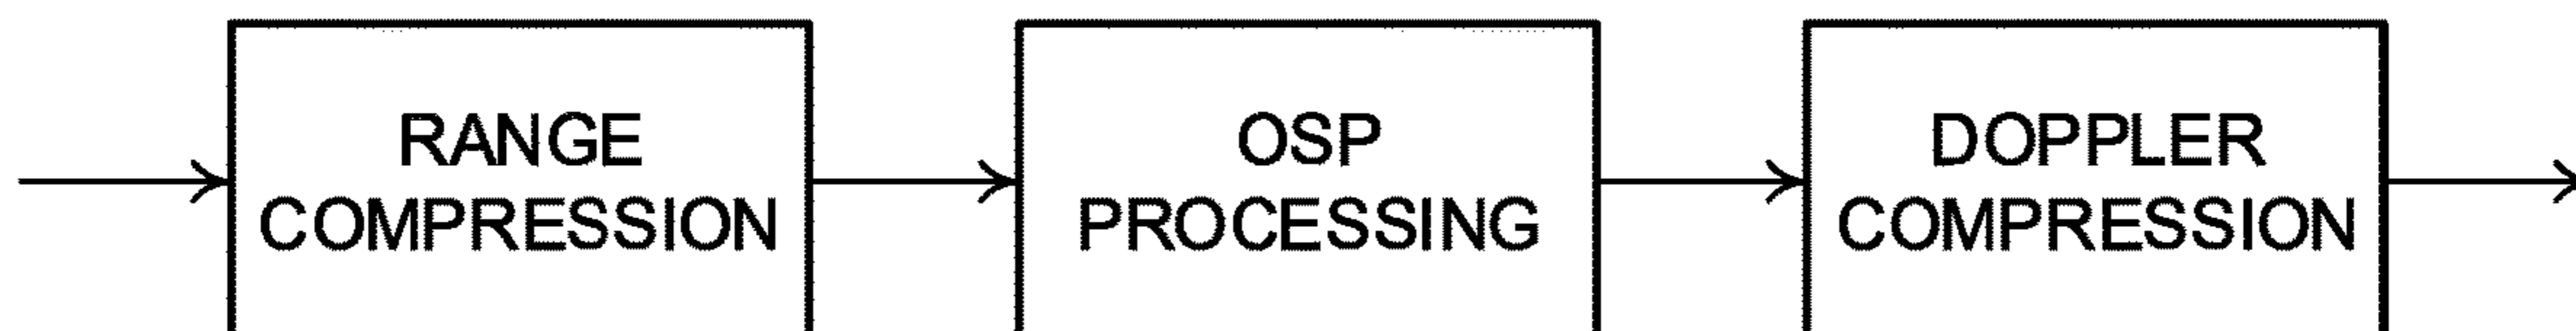 RANGE
COMPRESSION
OSP
PROCESSING
DOPPLER
COMPRESSION